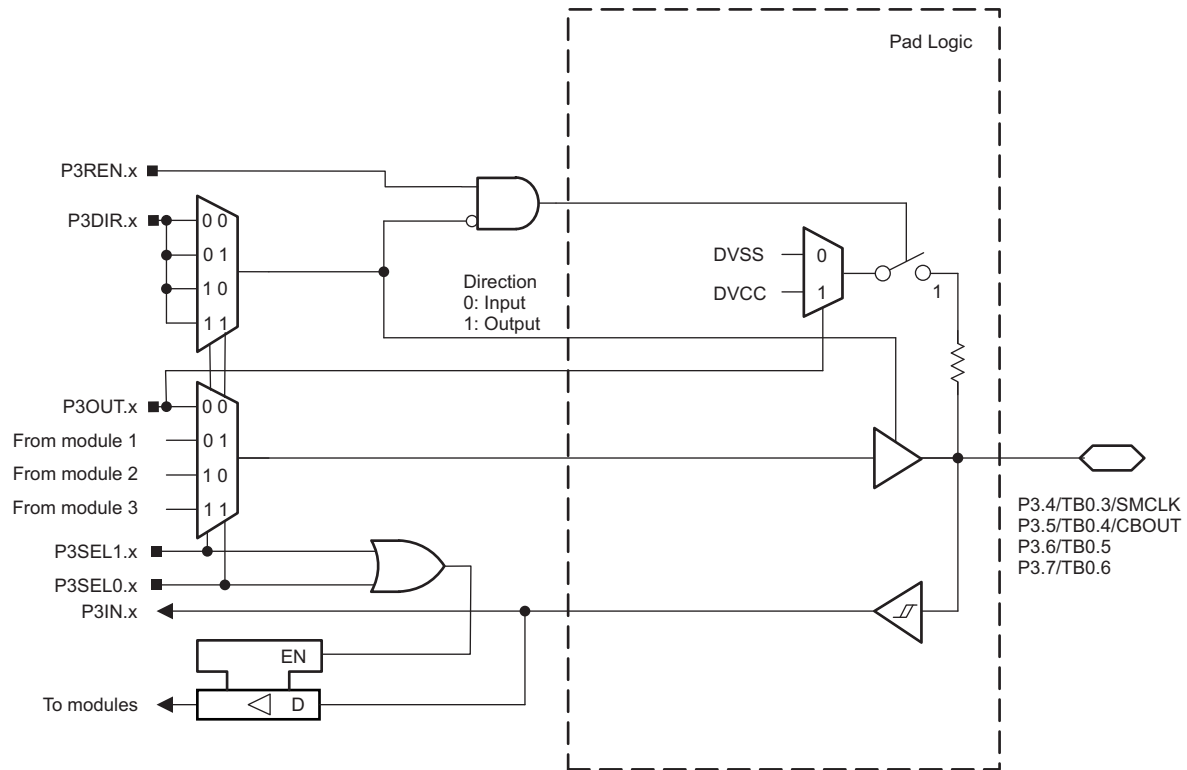 Pad Logic
P3REN.x
P3DIR.x
0 0
0 1
1 0
1 1
Direction
0: Input
1: Output
DVSS
0
DVCC
1
1
P3OUT.x
0 0
From module 1
0 1
From module 2
1 0
From module 3
1 1
P3.4/TB0.3/SMCLK
P3.5/TB0.4/CBOUT
P3.6/TB0.5
P3.7/TB0.6
P3SEL1.x
P3SEL0.x
P3IN.x
EN
To modules
D